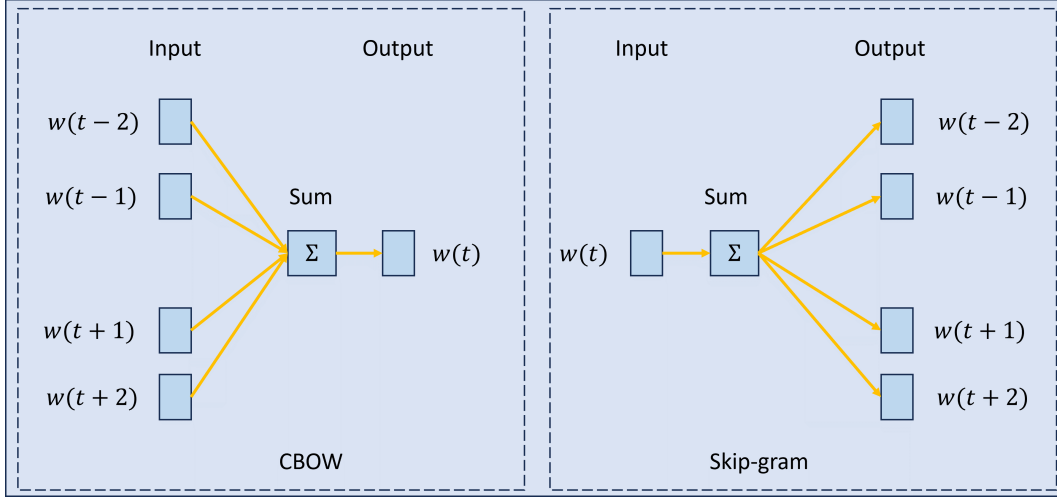 Input Output
w(t − 2)
w(t − 1)
Sum
Σ
w(t)
w(t + 1)
w(t + 2)
CBOW
Input Output
w(t − 2)
w(t − 1)
Sum
w(t)
Σ
w(t + 1)
w(t + 2)
Skip-gram